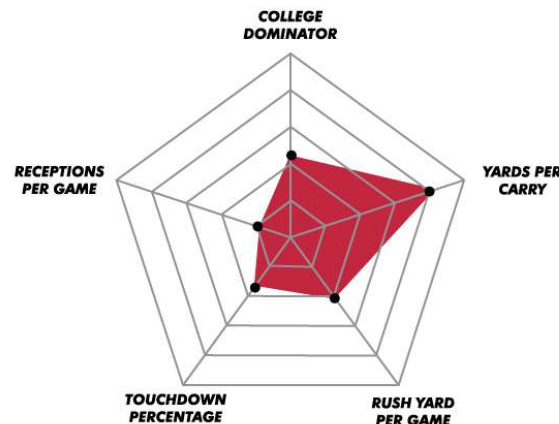 COLLEGE
DOMINATOR
RECEPTIONS
PER GAME
YARDS PER
CARRY
TOUCHDOWN
PERCENTAGE
RUSH YARD
PER GAME